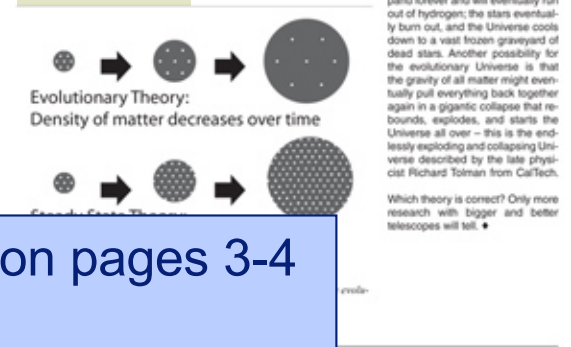 Evolutionary Theory:
Density of matter decreases over time
Steady State Theory:
on pages 3-4
evolu-
pand forever and will eventually run
out of hydrogen; the stars eventual-
ly burn out, and the Universe cools
down to a vast frozen graveyard of
dead stars. Another possibility for
the evolutionary Universe is that
the gravity of all matter might even-
tually pull everything back together
again in a gigantic collapse that re-
bounds, explodes, and starts the
Universe all over – this is the end-
lessly exploding and collapsing Uni-
verse described by the late physi-
cist Richard Tolman from CalTech.
Which theory is correct? Only more
research with bigger and better
telescopes will tell. ♦